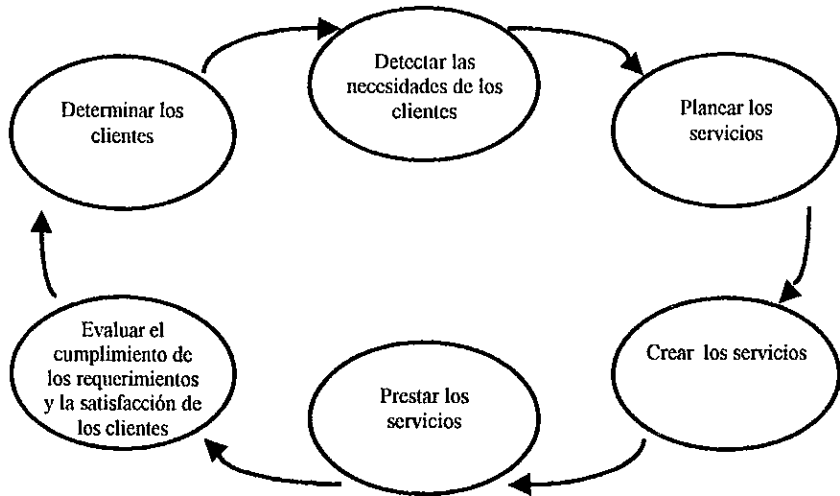 Determinar los
clientes
Detectar las
necesidades de los
clientes
Planear los
servicios
Crear los servicios
Prestar los
servicios
Evaluar el
cumplimiento de
los requerimientos
y la satisfacción de
los clientes